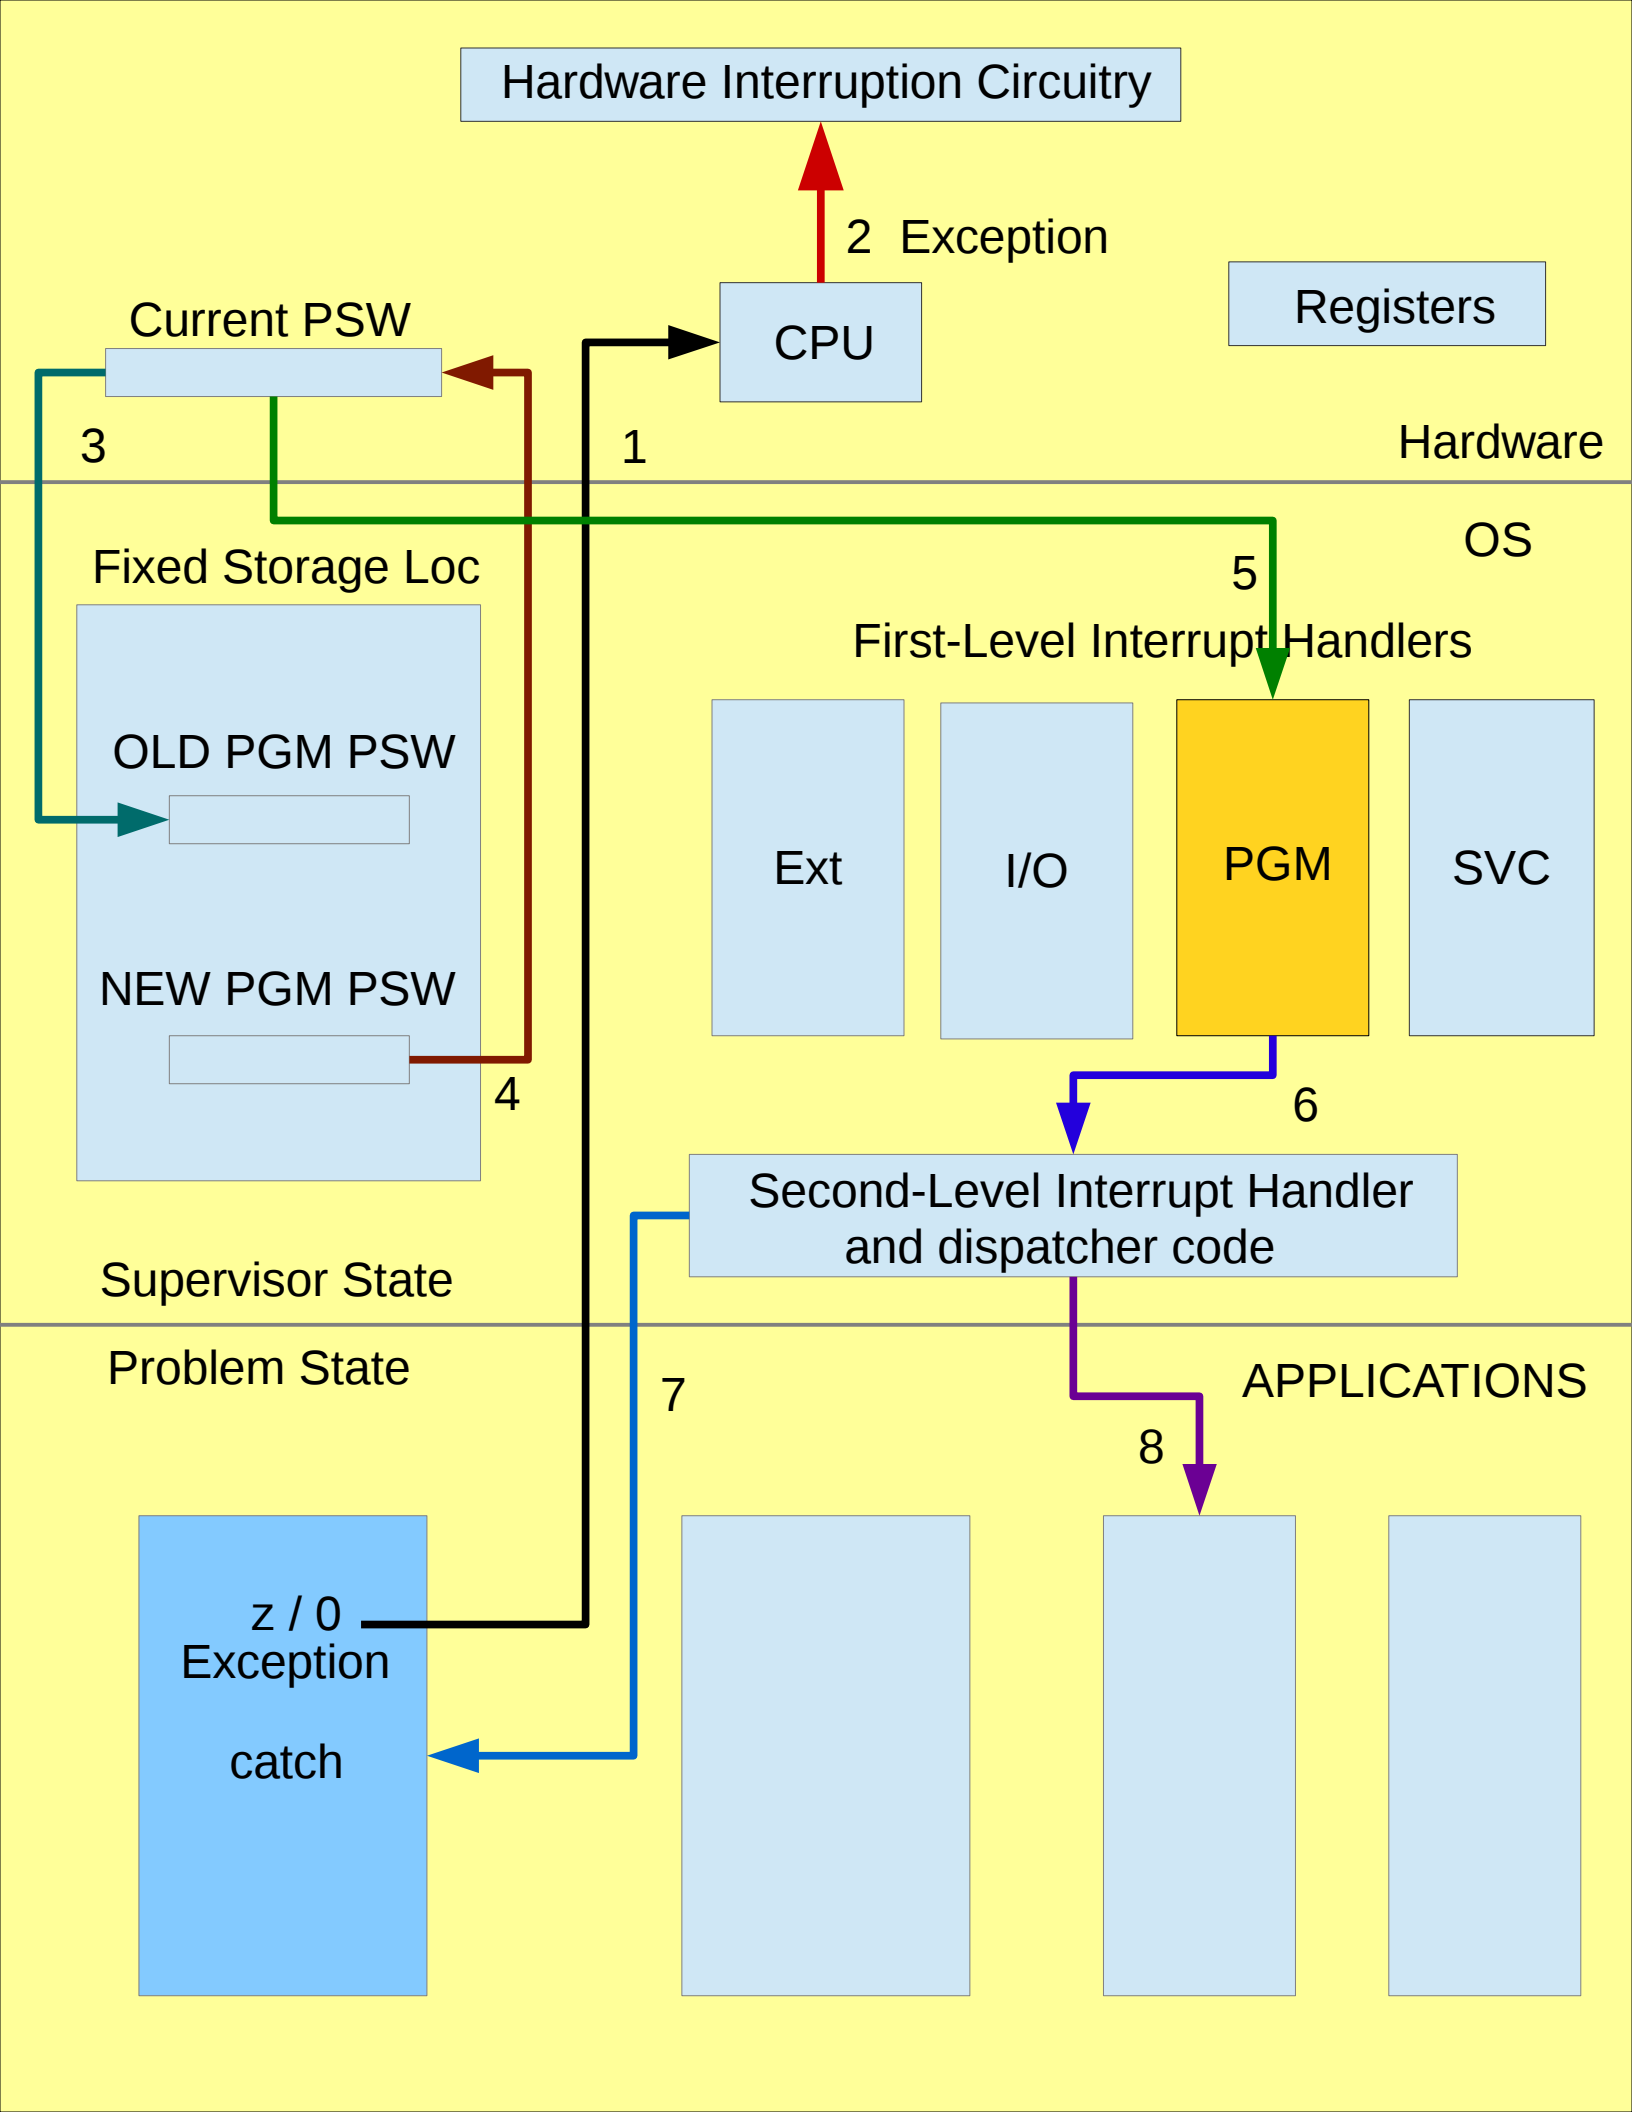 Hardware Interruption Circuitry
2 Exception
Registers
Current PSW
CPU
3
1
Hardware
OS
Fixed Storage Loc
5
First-Level Interrupt Handlers
OLD PGM PSW
Ext
I/O
PGM
SVC
NEW PGM PSW
4
6
Second-Level Interrupt Handler
and dispatcher code
Supervisor State
Problem State
7
APPLICATIONS
8
z / 0
Exception
catch